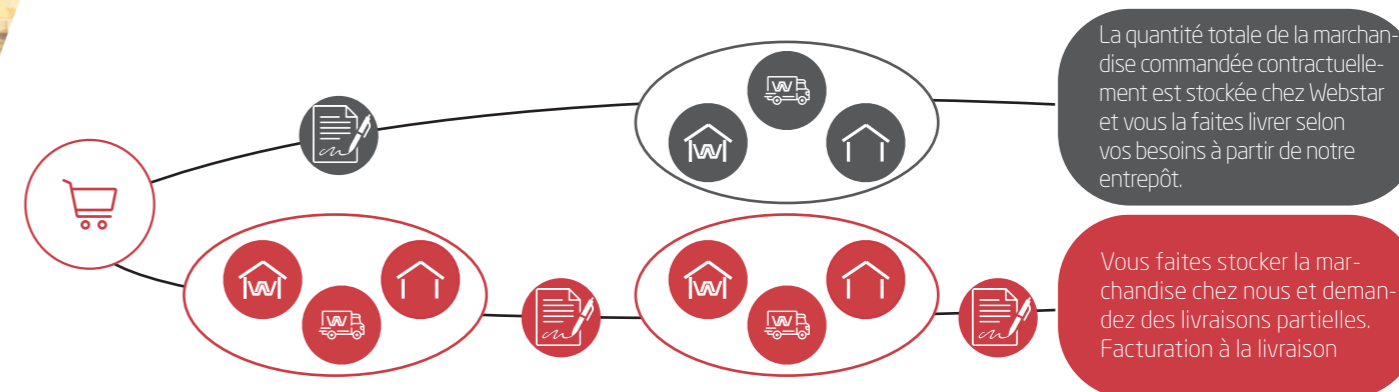 La quantité totale de la marchan-
dise commandée contractuelle-
ment est stockée chez Webstar
et vous la faites livrer selon
vos besoins à partir de notre
entrepôt.
Vous faites stocker la mar-
chandise chez nous et deman-
dez des livraisons partielles.
Facturation à la livraison